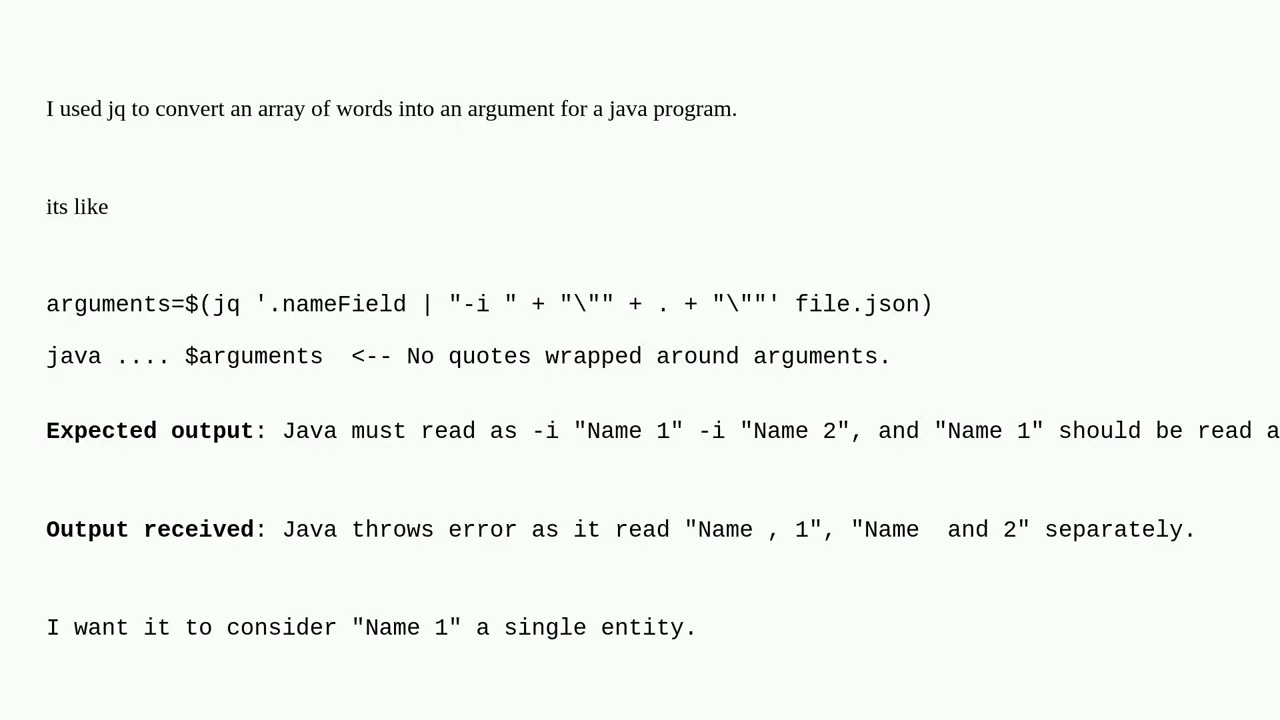 I used jq to convert an array of words into an argument for a java program.
its like
arguments=$(jq '.nameField | "-i " + "\"" + . + "\""' file.json)
java .... $arguments  <-- No quotes wrapped around arguments.
Expected output: Java must read as -i "Name 1" -i "Name 2", and "Name 1" should be read a
Output received: Java throws error as it read "Name , 1", "Name  and 2" separately.
I want it to consider "Name 1" a single entity.